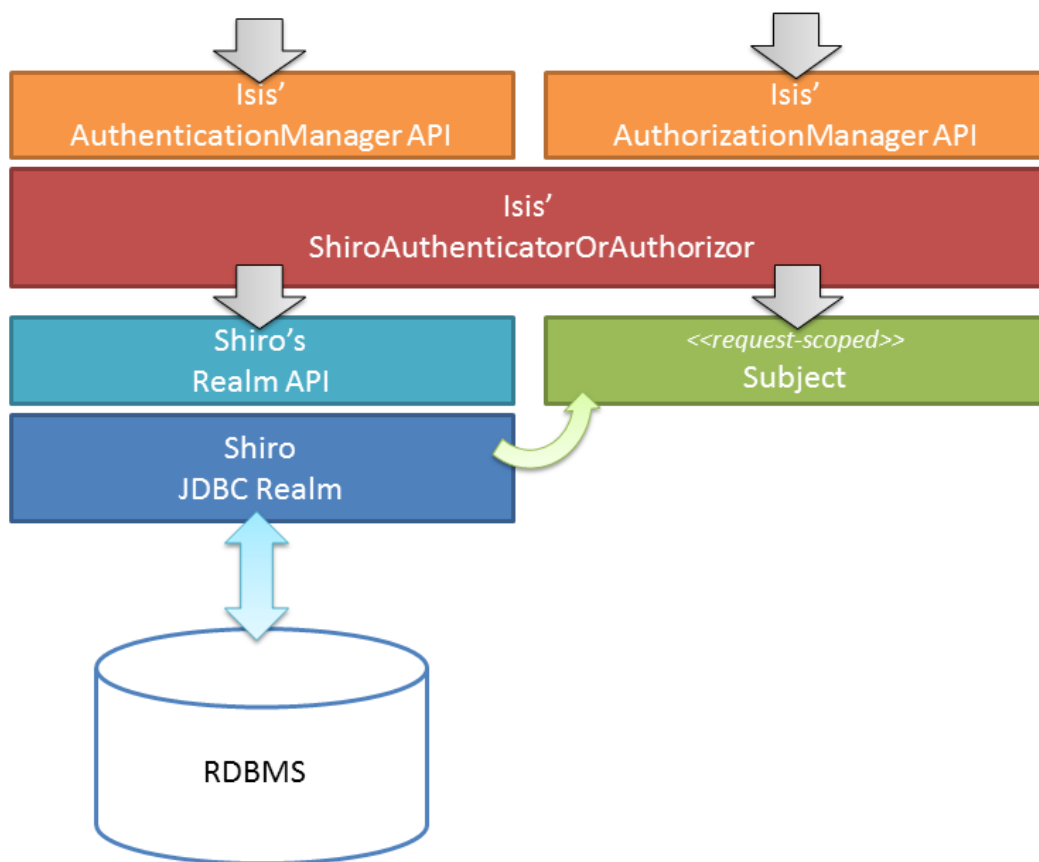 Isis’
AuthenticationManager API
Isis’
AuthorizationManager API
Isis’
ShiroAuthenticatorOrAuthorizor
Shiro’s
Realm API
<<request-scoped>>
Subject
Shiro
JDBC Realm
RDBMS